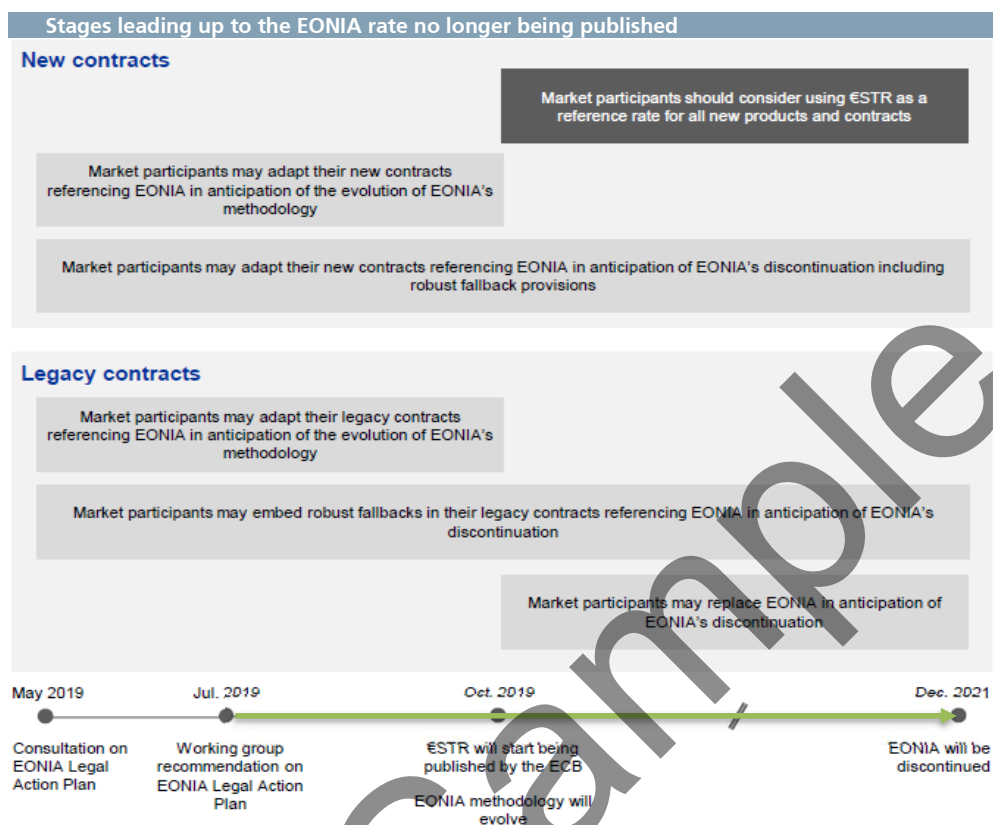 Stages leading up to the EONIA rate no longer being published
New contracts
Market participants should consider using €STR as a
reference rate for all new products and contracts
Market participants may adapt their new contracts
referencing EONIA in anticipation of the evolution of EONIA's
methodology
Market participants may adapt their new contracts referencing EONIA in anticipation of EONIA's discontinuation including
robust fallback provisions
Legacy contracts
Market participants may adapt their legacy contracts
referencing EONIA in anticipation of the evolution of EONIA's
methodology
Market participants may embed robust fallbacks in their legacy contracts referencing EONIA in anticipation of EONIA's
discontinuation
Market participants may replace EONIA in anticipation of
EONIA's discontinuation
May 2019
Jul. 2019
Oct. 2019
Dec. 2021
Consultation on
EONIA Legal
Action Plan
Working group
recommendation on
EONIA Legal Action
Plan
€STR will start being
published by the ECB
EONIA methodology will
evolve
EONIA will be
discontinued
Sample